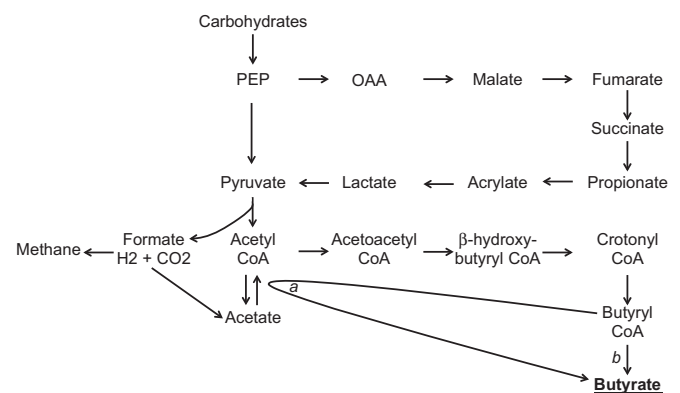 Carbohydrates
PEP OAA Malate Fumarate
Succinate
Pyruvate Lactate Acrylate Propionate
Methane
Formate
H2 + CO2
Acetyl
CoA
Acetoacetyl
CoA
β-hydroxy-
butyryl CoA
Crotonyl
CoA
a
Acetate
Butyryl
CoA
b
Butyrate